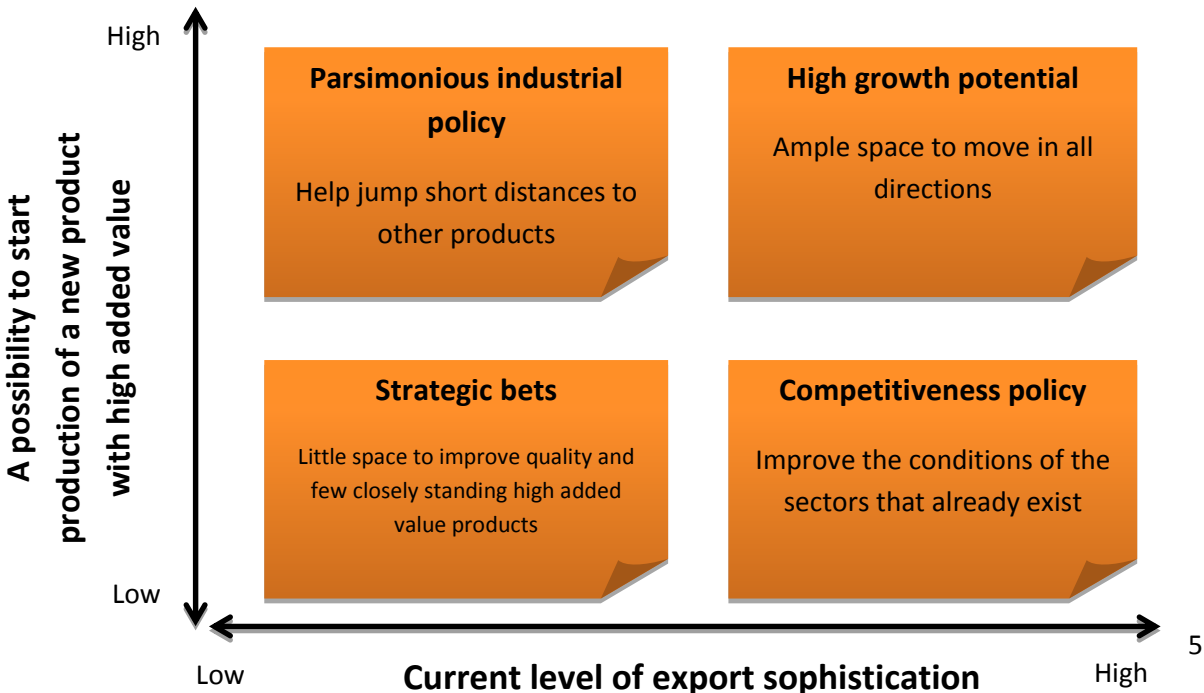 High
A possibility to start
production of a new product
with high added value
Parsimonious industrial
policy
Help jump short distances to
other products
High growth potential
Ample space to move in all
directions
Strategic bets
Little space to improve quality and
few closely standing high added
value products
Competitiveness policy
Improve the conditions of the
sectors that already exist
Low
Low
Current level of export sophistication
High
5